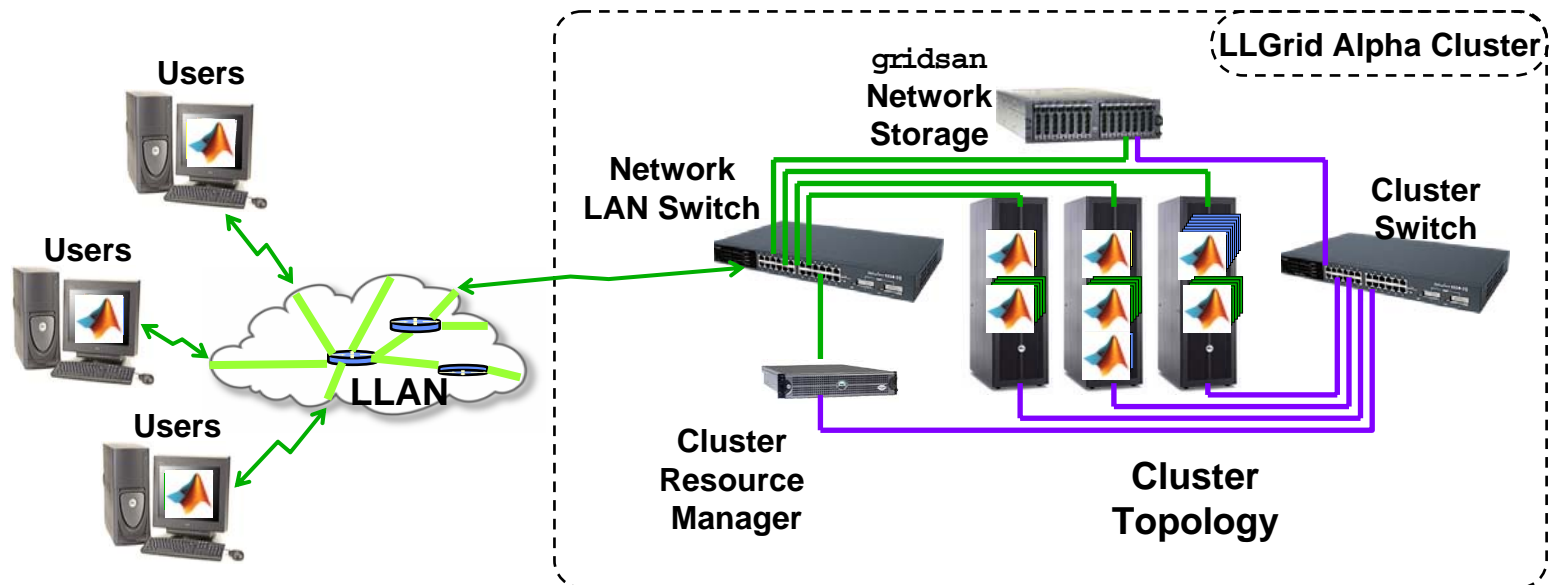 LLGrid Alpha Cluster
Users
gridsan
Network
Storage
Network
LAN Switch
Cluster
Switch
Users
LLAN
Users
Cluster
Resource
Manager
Cluster
Topology